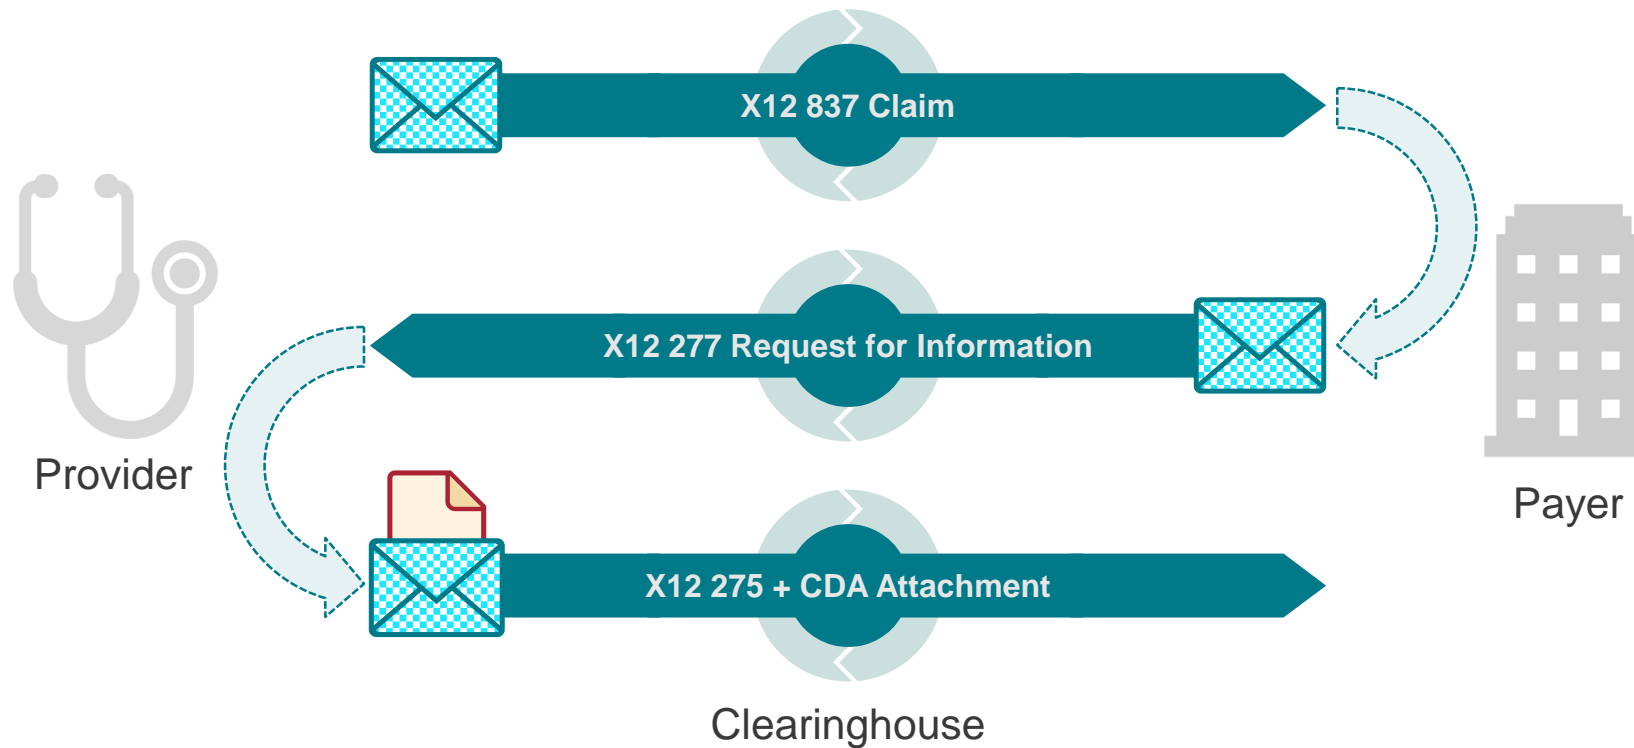 X12 837 Claim
X12 277 Request for Information
Provider
Payer
X12 275 + CDA Attachment
Clearinghouse